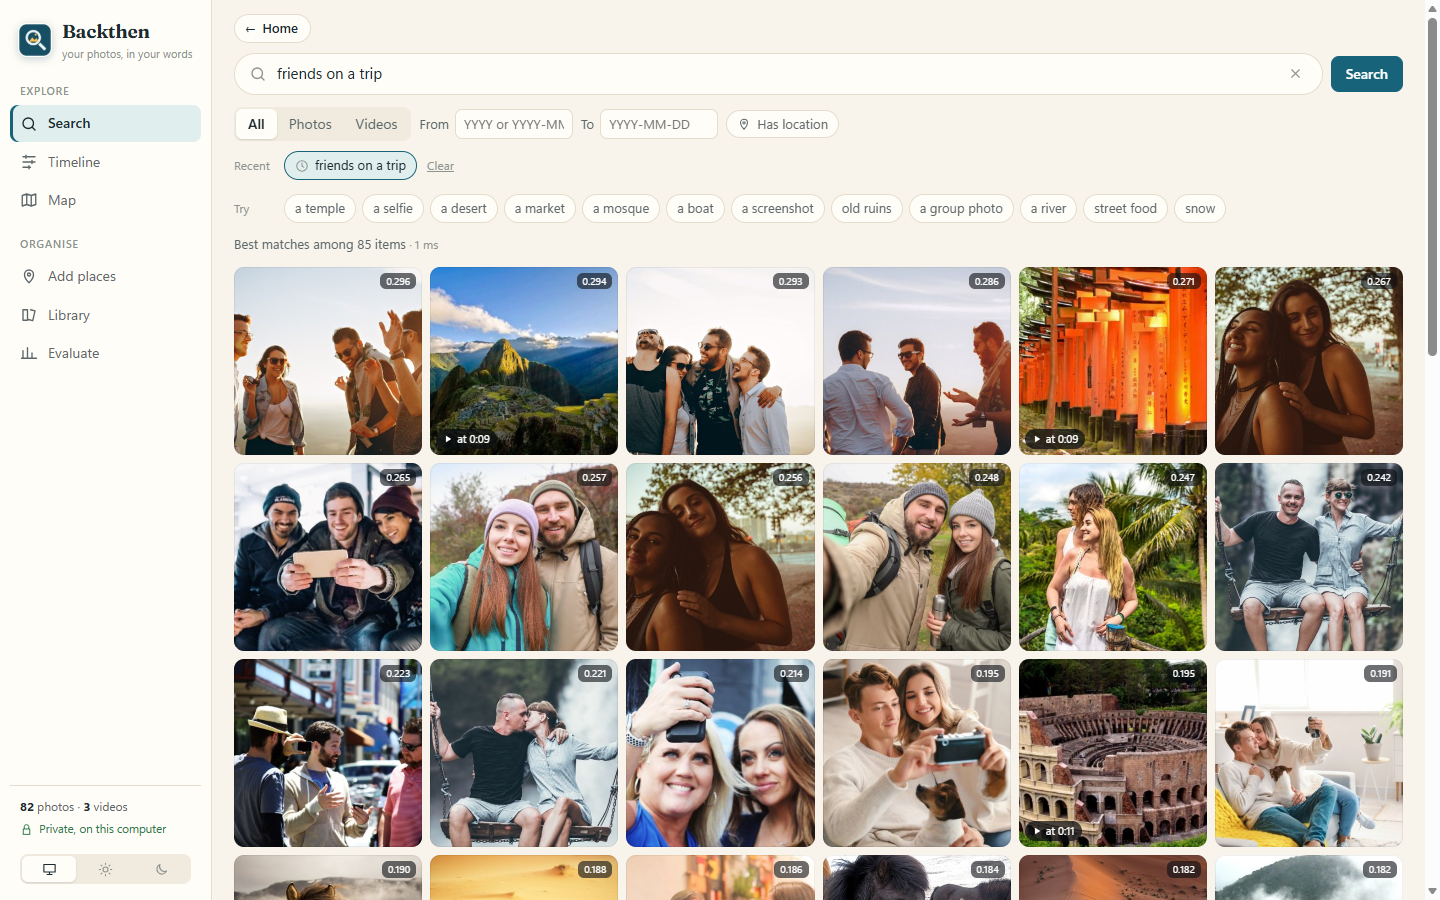 Backthen
your photos, in your words
EXPLORE
Search
Timeline
Map
ORGANISE
Add places
Library
Evaluate
82 photos · 3 videos
Private, on this computer
← Home
friends on a trip
Search
All Photos Videos From YYYY or YYYY-MM To YYYY-MM-DD Has location
Recent friends on a trip Clear
Try a temple a selfie a desert a market a mosque a boat a screenshot old ruins a group photo a river street food snow
Best matches among 85 items · 1 ms
0.296 0.294 0.293 0.286 0.271 0.267
at 0:09 at 0:09
0.265 0.257 0.256 0.248 0.247 0.242
0.223 0.221 0.214 0.195 0.195 0.191
at 0:11
0.190 0.188 0.186 0.184 0.182 0.182